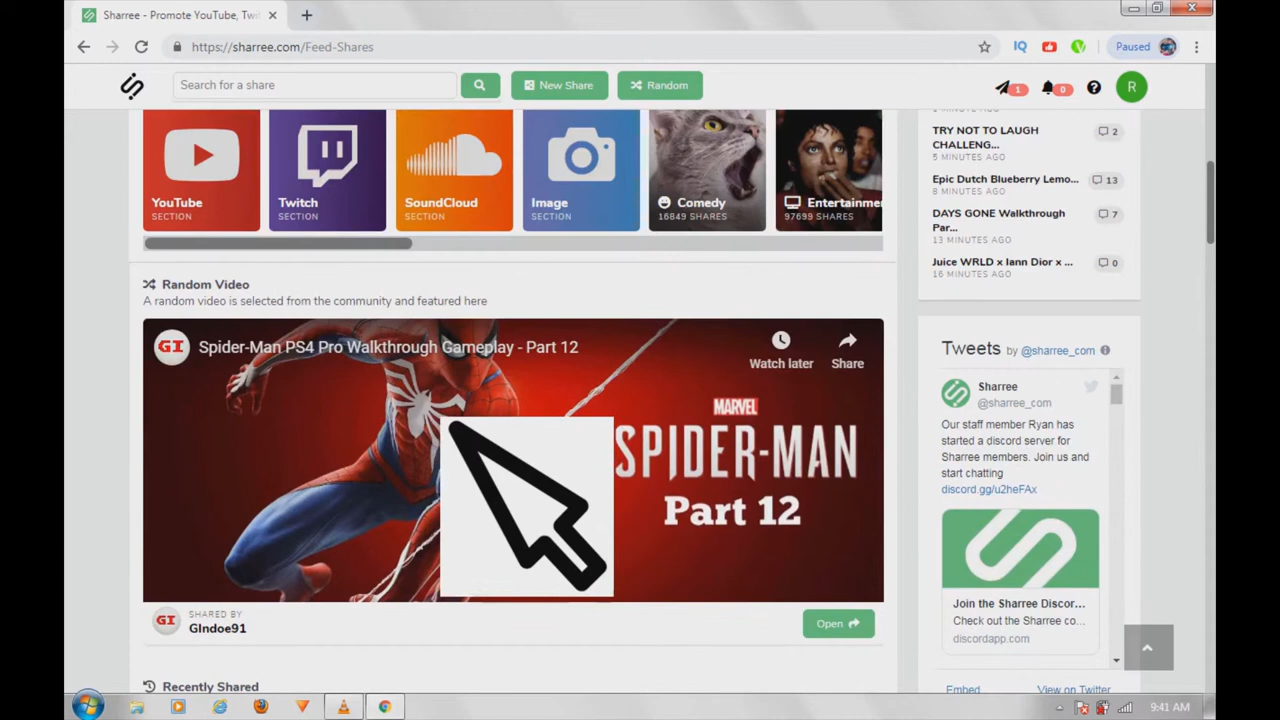 Sharree - Promote YouTube, Twit
https://sharree.com/Feed-Shares
IQ
Paused
Search for a share
New Share
Random
1
0
R
YouTube
SECTION
Twitch
SECTION
SoundCloud
SECTION
Image
SECTION
Comedy
16849 SHARES
Entertainme
97699 SHARES
TRY NOT TO LAUGH
CHALLENG...
2
5 MINUTES AGO
Epic Dutch Blueberry Lemo...
13
8 MINUTES AGO
DAYS GONE Walkthrough
Par...
7
13 MINUTES AGO
Juice WRLD x Iann Dior x ...
0
16 MINUTES AGO
Random Video
A random video is selected from the community and featured here
GI
Spider-Man PS4 Pro Walkthrough Gameplay - Part 12
Watch later
Share
MARVEL
SPIDER-MAN
Part 12
GI
SHARED BY
GIndoe91
Open
Recently Shared
Tweets by @sharree_com
Sharree
@sharree_com
Our staff member Ryan has
started a discord server for
Sharree members. Join us and
start chatting
discord.gg/u2heFAx
Join the Sharree Discor...
Check out the Sharree co...
discordapp.com
Embed
View on Twitter
9:41 AM